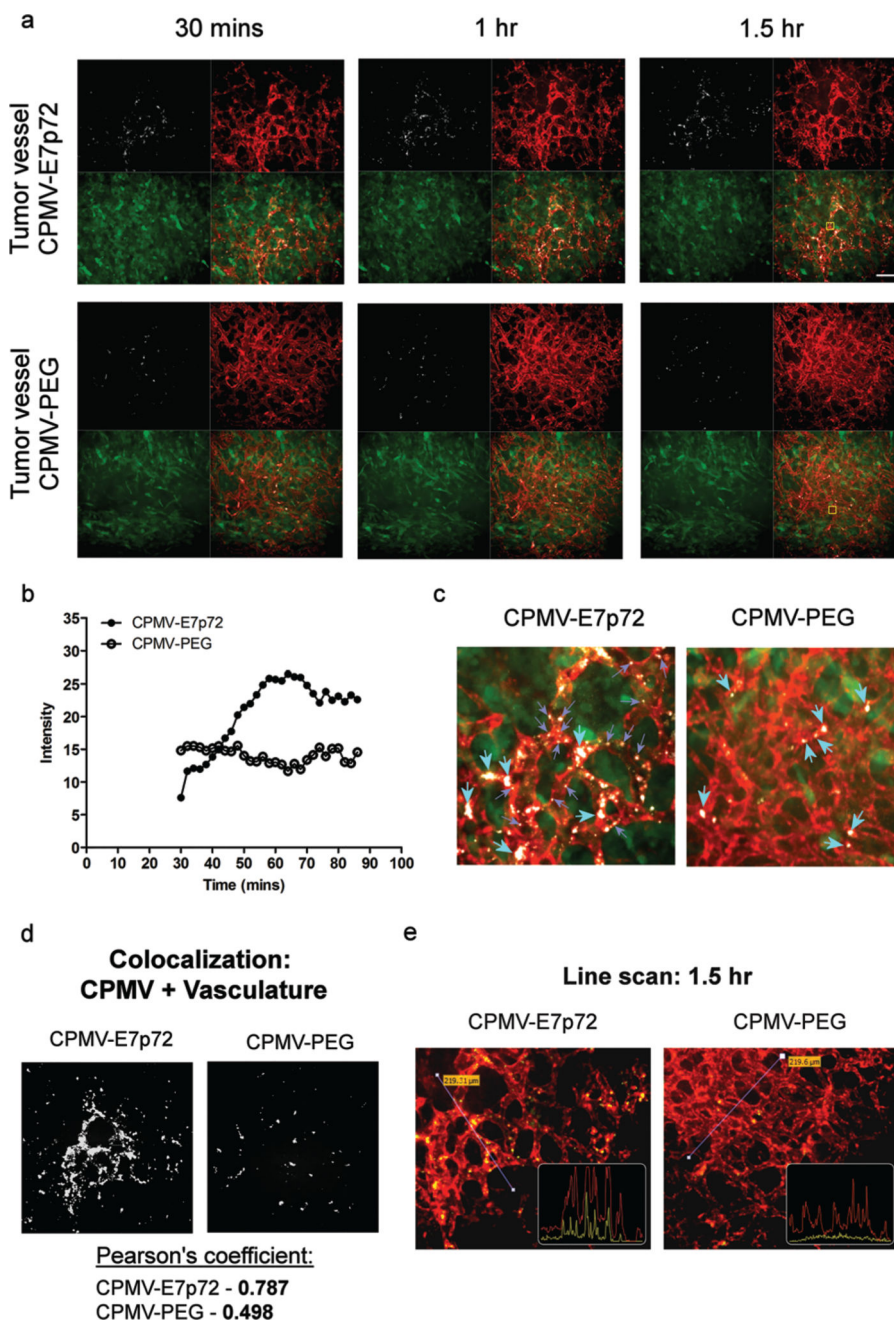 a
30 mins
1 hr
1.5 hr
Tumor vessel
CPMV-E7p72
Tumor vessel
CPMV-PEG
b
CPMV-E7p72
CPMV-PEG
Intensity
35
30
25
20
15
10
5
0
0 10 20 30 40 50 60 70 80 90 100
Time (mins)
c
CPMV-E7p72
CPMV-PEG
d
Colocalization:
CPMV + Vasculature
CPMV-E7p72
CPMV-PEG
Pearson's coefficient:
CPMV-E7p72 - 0.787
CPMV-PEG - 0.498
e
Line scan: 1.5 hr
CPMV-E7p72
CPMV-PEG
219.6 µm